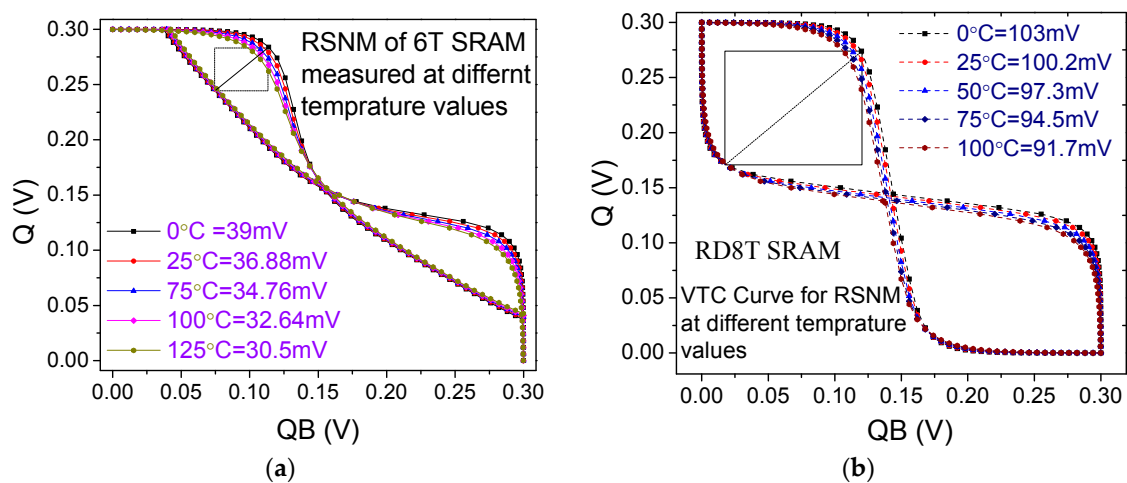 RSNM of 6T SRAM
measured at differnt
temprature values
0.30
0.25
0.20
0.15
0.10
0.05
0.00
Q (V)
0°C =39mV
25°C=36.88mV
75°C=34.76mV
100°C=32.64mV
125°C=30.5mV
0.00 0.05 0.10 0.15 0.20 0.25 0.30
QB (V)
(a)
0°C=103mV
25°C=100.2mV
50°C=97.3mV
75°C=94.5mV
100°C=91.7mV
0.30
0.25
0.20
0.15
0.10
0.05
0.00
Q (V)
RD8T SRAM
VTC Curve for RSNM
at different temprature
values
0.00 0.05 0.10 0.15 0.20 0.25 0.30
QB (V)
(b)